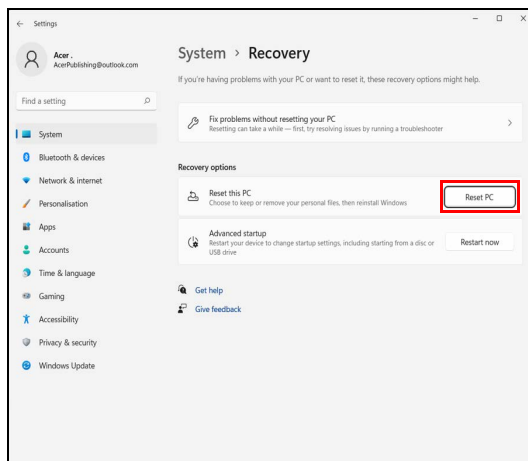 Settings
Acer .
AcerPublishing@outlook.com
Find a setting
System
Bluetooth & devices
Network & internet
Personalisation
Apps
Accounts
Time & language
Gaming
Accessibility
Privacy & security
Windows Update
System > Recovery
If you're having problems with your PC or want to reset it, these recovery options might help.
Fix problems without resetting your PC
Resetting can take a while — first, try resolving issues by running a troubleshooter
Recovery options
Reset this PC
Choose to keep or remove your personal files, then reinstall Windows
Reset PC
Advanced startup
Restart your device to change startup settings, including starting from a disc or
USB drive
Restart now
Get help
Give feedback